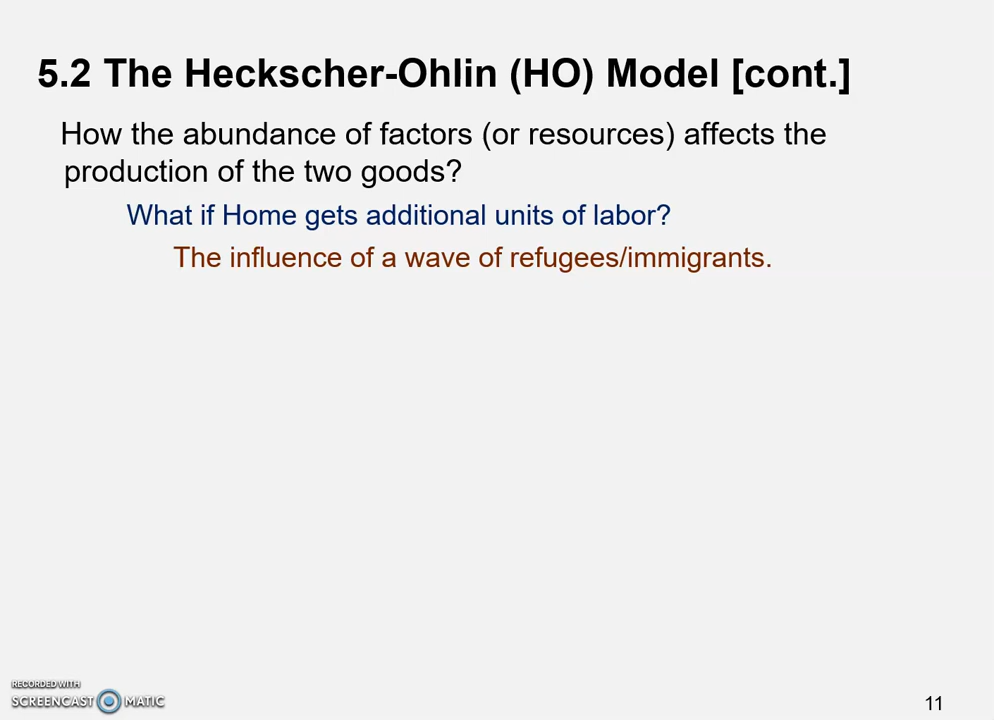 5.2 The Heckscher-Ohlin (HO) Model [cont.]
How the abundance of factors (or resources) affects the
production of the two goods?
What if Home gets additional units of labor?
The influence of a wave of refugees/immigrants.
RECORDED WITH
SCREENCAST MATIC
11